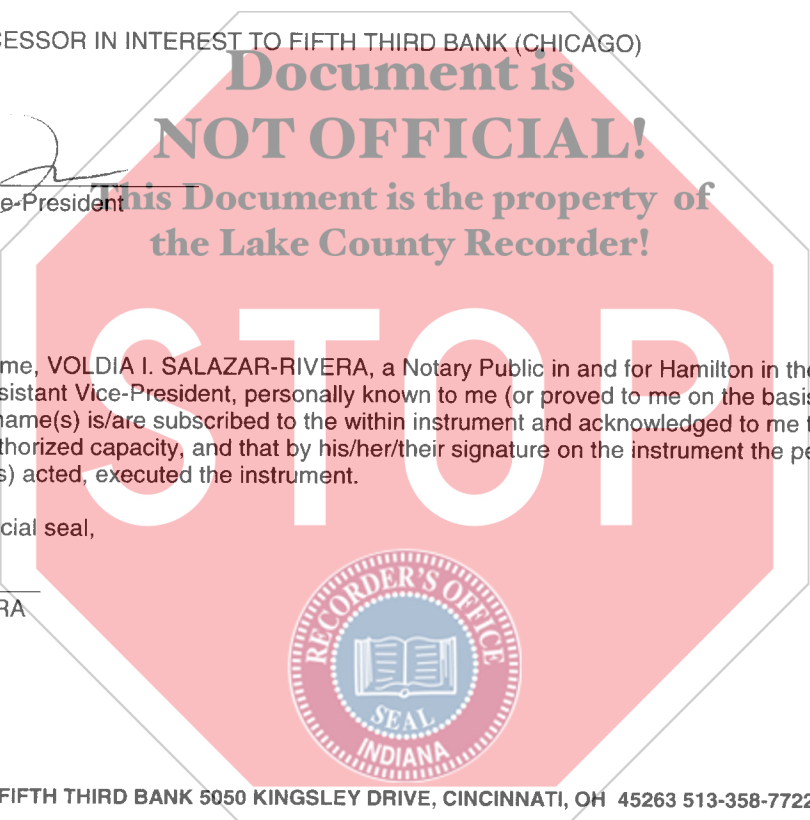 CESSOR IN INTEREST TO FIFTH THIRD BANK (CHICAGO)
Document is
NOT OFFICIAL!
This Document is the property of
e-President
the Lake County Recorder!
STOP
me, VOLDIA I. SALAZAR-RIVERA, a Notary Public in and for Hamilton in the
sistant Vice-President, personally known to me (or proved to me on the basis
name(s) is/are subscribed to the within instrument and acknowledged to me t
thorized capacity, and that by his/her/their signature on the instrument the pe
s) acted, executed the instrument.
cial seal,
RA
RECORDER'S OFFICE
SEAL
INDIANA
FIFTH THIRD BANK 5050 KINGSLEY DRIVE, CINCINNATI, OH 45263 513-358-7722